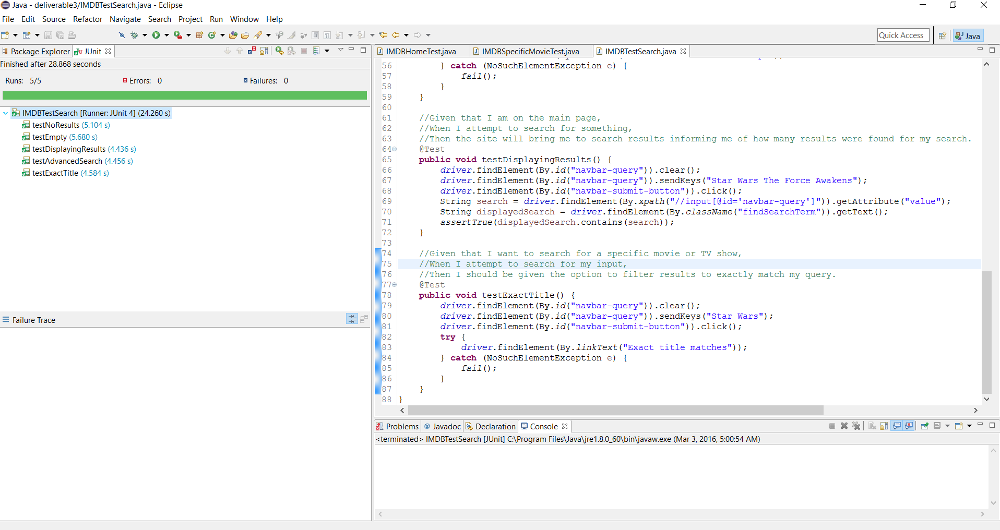 Java - deliverable3/IMDBTestSearch.java - Eclipse
File Edit Source Refactor Navigate Search Project Run Window Help
Quick Access Java
Package Explorer JUnit
Finished after 28.868 seconds
Runs: 5/5 Errors: 0 Failures: 0
IMDBTestSearch [Runner: JUnit 4] (24.260 s)
testNoResults (5.104 s)
testEmpty (5.680 s)
testDisplayingResults (4.436 s)
testAdvancedSearch (4.456 s)
testExactTitle (4.584 s)
Failure Trace
IMDBHomeTest.java IMDBSpecificMovieTest.java IMDBTestSearch.java
56 } catch (NoSuchElementException e) {
57 fail();
58 }
59 }
60
61 //Given that I am on the main page,
62 //When I attempt to search for something,
63 //Then the site will bring me to search results informing me of how many results were found for my search.
64 @Test
65 public void testDisplayingResults() {
66 driver.findElement(By.id("navbar-query")).clear();
67 driver.findElement(By.id("navbar-query")).sendKeys("Star Wars The Force Awakens");
68 driver.findElement(By.id("navbar-submit-button")).click();
69 String search = driver.findElement(By.xpath("//input[@id='navbar-query']")).getAttribute("value");
70 String displayedSearch = driver.findElement(By.className("findSearchTerm")).getText();
71 assertTrue(displayedSearch.contains(search));
72 }
73
74 //Given that I want to search for a specific movie or TV show,
75 //When I attempt to search for my input,
76 //Then I should be given the option to filter results to exactly match my query.
77 @Test
78 public void testExactTitle() {
79 driver.findElement(By.id("navbar-query")).clear();
80 driver.findElement(By.id("navbar-query")).sendKeys("Star Wars");
81 driver.findElement(By.id("navbar-submit-button")).click();
82 try {
83 driver.findElement(By.linkText("Exact title matches"));
84 } catch (NoSuchElementException e) {
85 fail();
86 }
87 }
88 }
Problems @ Javadoc Declaration Console
<terminated> IMDBTestSearch [JUnit] C:\Program Files\Java\jre1.8.0_60\bin\javaw.exe (Mar 3, 2016, 5:00:54 AM)